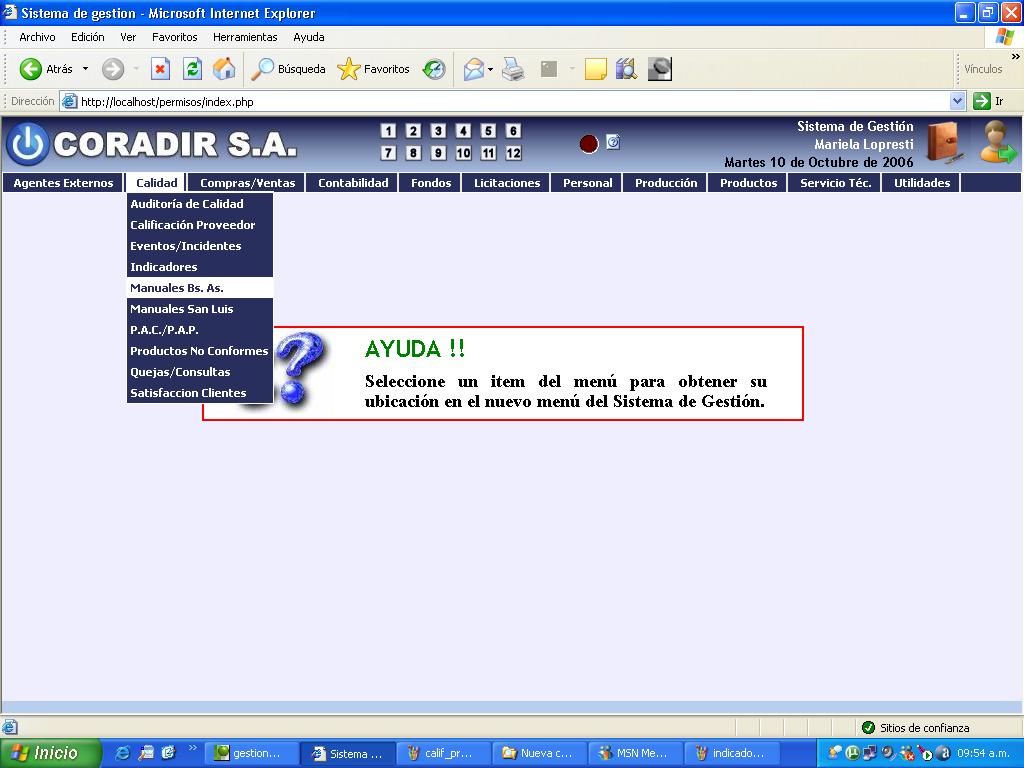 Sistema de gestion - Microsoft Internet Explorer
Archivo Edición Ver Favoritos Herramientas Ayuda
Atrás Búsqueda Favoritos Vínculos »
Dirección http://localhost/permisos/index.php Ir
CORADIR S.A.
1 2 3 4 5 6
7 8 9 10 11 12
Sistema de Gestión
Mariela Lopresti
Martes 10 de Octubre de 2006
Agentes Externos Calidad Compras/Ventas Contabilidad Fondos Licitaciones Personal Producción Productos Servicio Téc. Utilidades
Auditoría de Calidad
Calificación Proveedor
Eventos/Incidentes
Indicadores
Manuales Bs. As.
Manuales San Luis
P.A.C./P.A.P.
Productos No Conformes
Quejas/Consultas
Satisfaccion Clientes
AYUDA !!
Seleccione un item del menú para obtener su
ubicación en el nuevo menú del Sistema de Gestión.
Sitios de confianza
Inicio » gestion... Sistema ... calif_pr... Nueva c... MSN Me... indicado... 09:54 a.m.